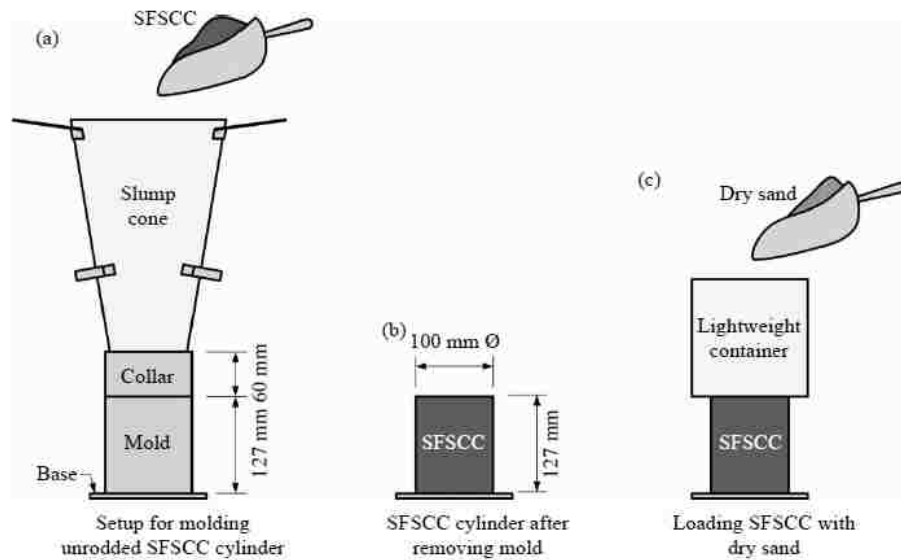 SFSCC
(a)
Slump
cone
Collar
Mold
Base
60 mm
127 mm
Setup for molding
unrodded SFSCC cylinder
(b)
100 mm Ø
SFSCC
127 mm
SFSCC cylinder after
removing mold
(c)
Dry sand
Lightweight
container
SFSCC
Loading SFSCC with
dry sand